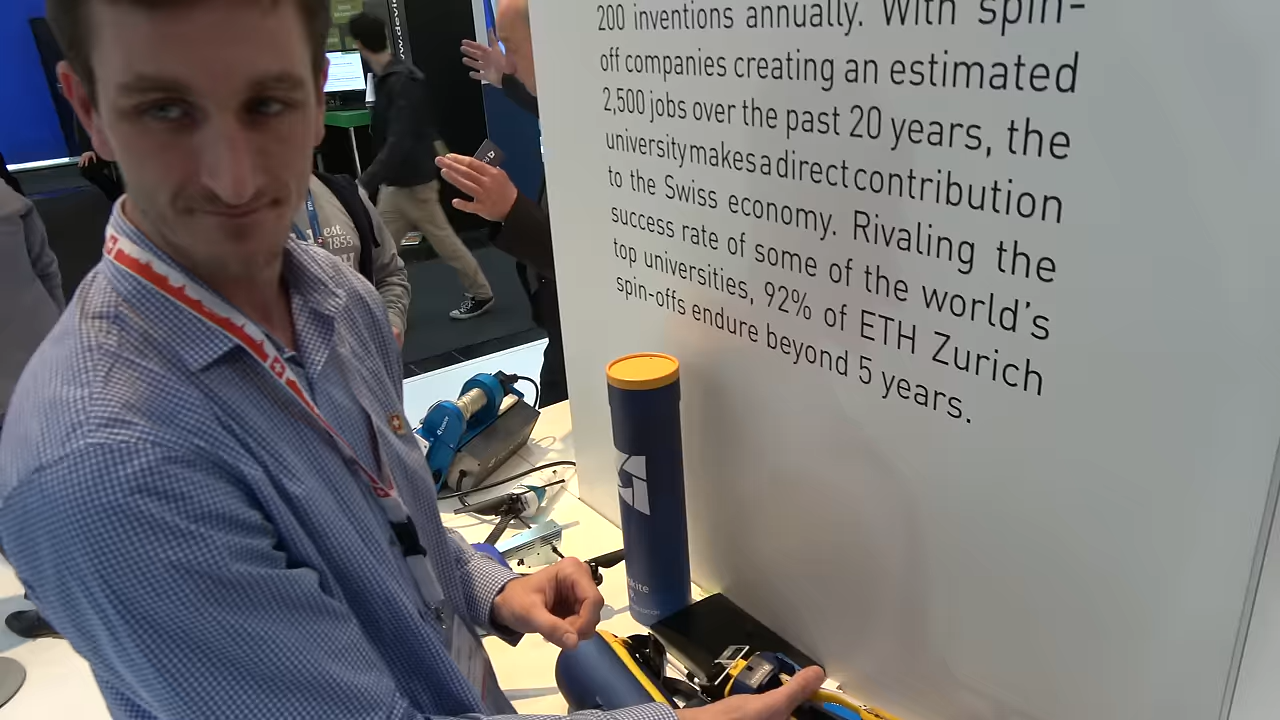 200 inventions annually. With spin-
off companies creating an estimated
2,500 jobs over the past 20 years, the
university makes a direct contribution
to the Swiss economy. Rivaling the
success rate of some of the world's
top universities, 92% of ETH Zurich
spin-offs endure beyond 5 years.
est.
1855